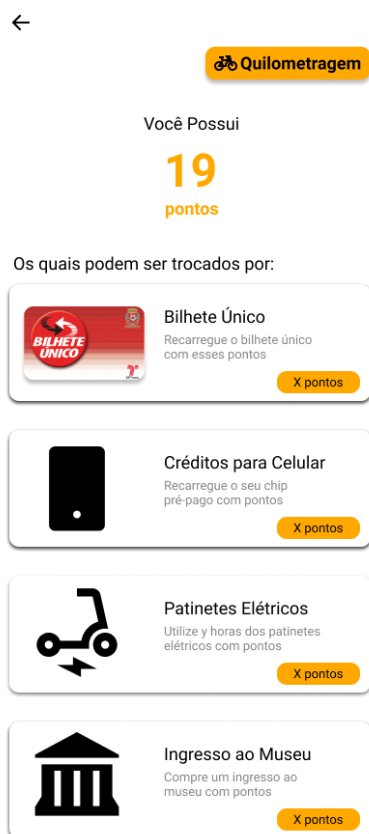 Quilometragem
Você Possui
19
pontos
Os quais podem ser trocados por:
BILHETE
ÚNICO
Bilhete Único
Recarregue o bilhete único
com esses pontos
X pontos
Créditos para Celular
Recarregue o seu chip
pré-pago com pontos
X pontos
Patinetes Elétricos
Utilize y horas dos patinetes
elétricos com pontos
X pontos
Ingresso ao Museu
Compre um ingresso ao
museu com pontos
X pontos